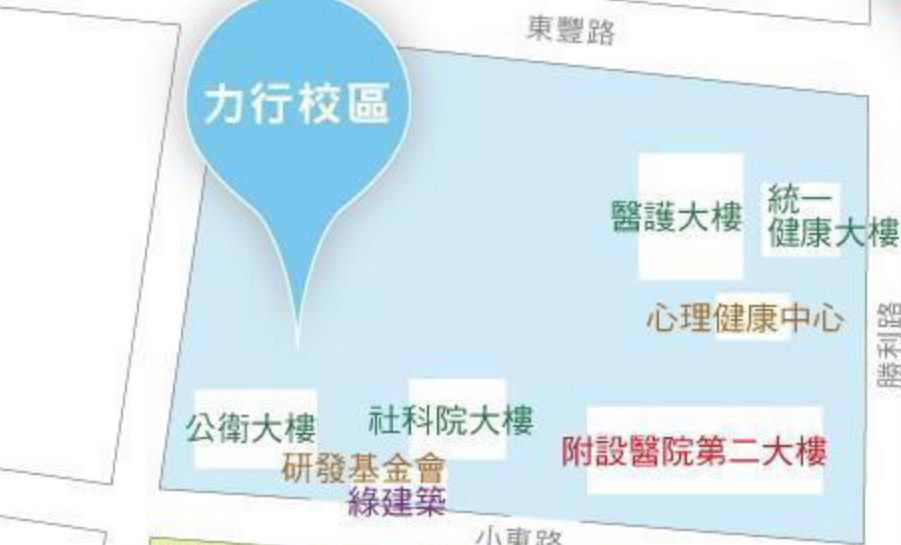 東豐路
力行校區
醫護大樓
統一
健康大樓
心理健康中心
勝利路
公衛大樓
社科院大樓
附設醫院第二大樓
研發基金會
綠建築
小東路